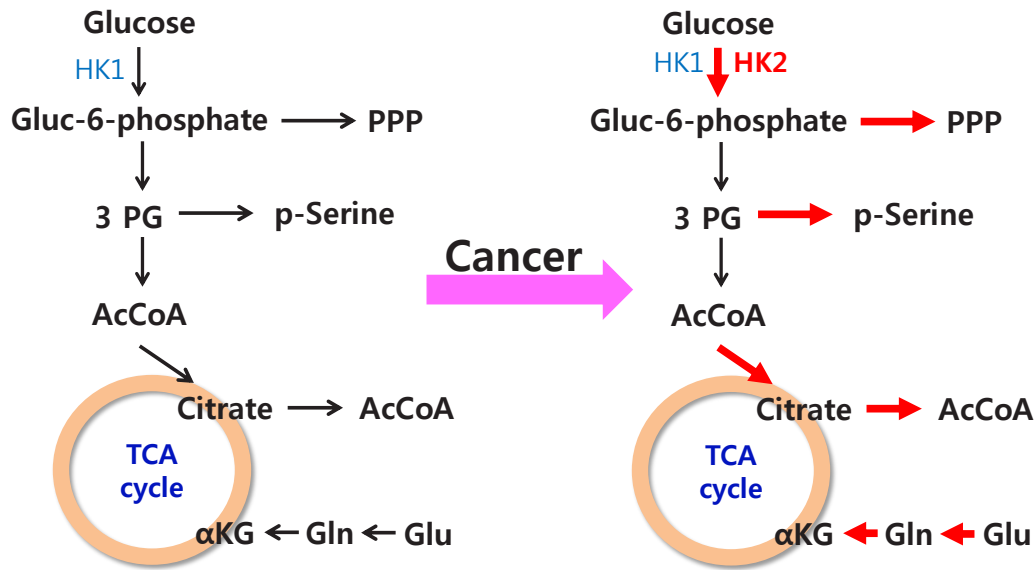 Glucose
HK1
Gluc-6-phosphate PPP
3 PG p-Serine
AcCoA
Citrate AcCoA
TCA
cycle
αKG Gln Glu
Cancer
Glucose
HK1 HK2
Gluc-6-phosphate PPP
3 PG p-Serine
AcCoA
Citrate AcCoA
TCA
cycle
αKG Gln Glu